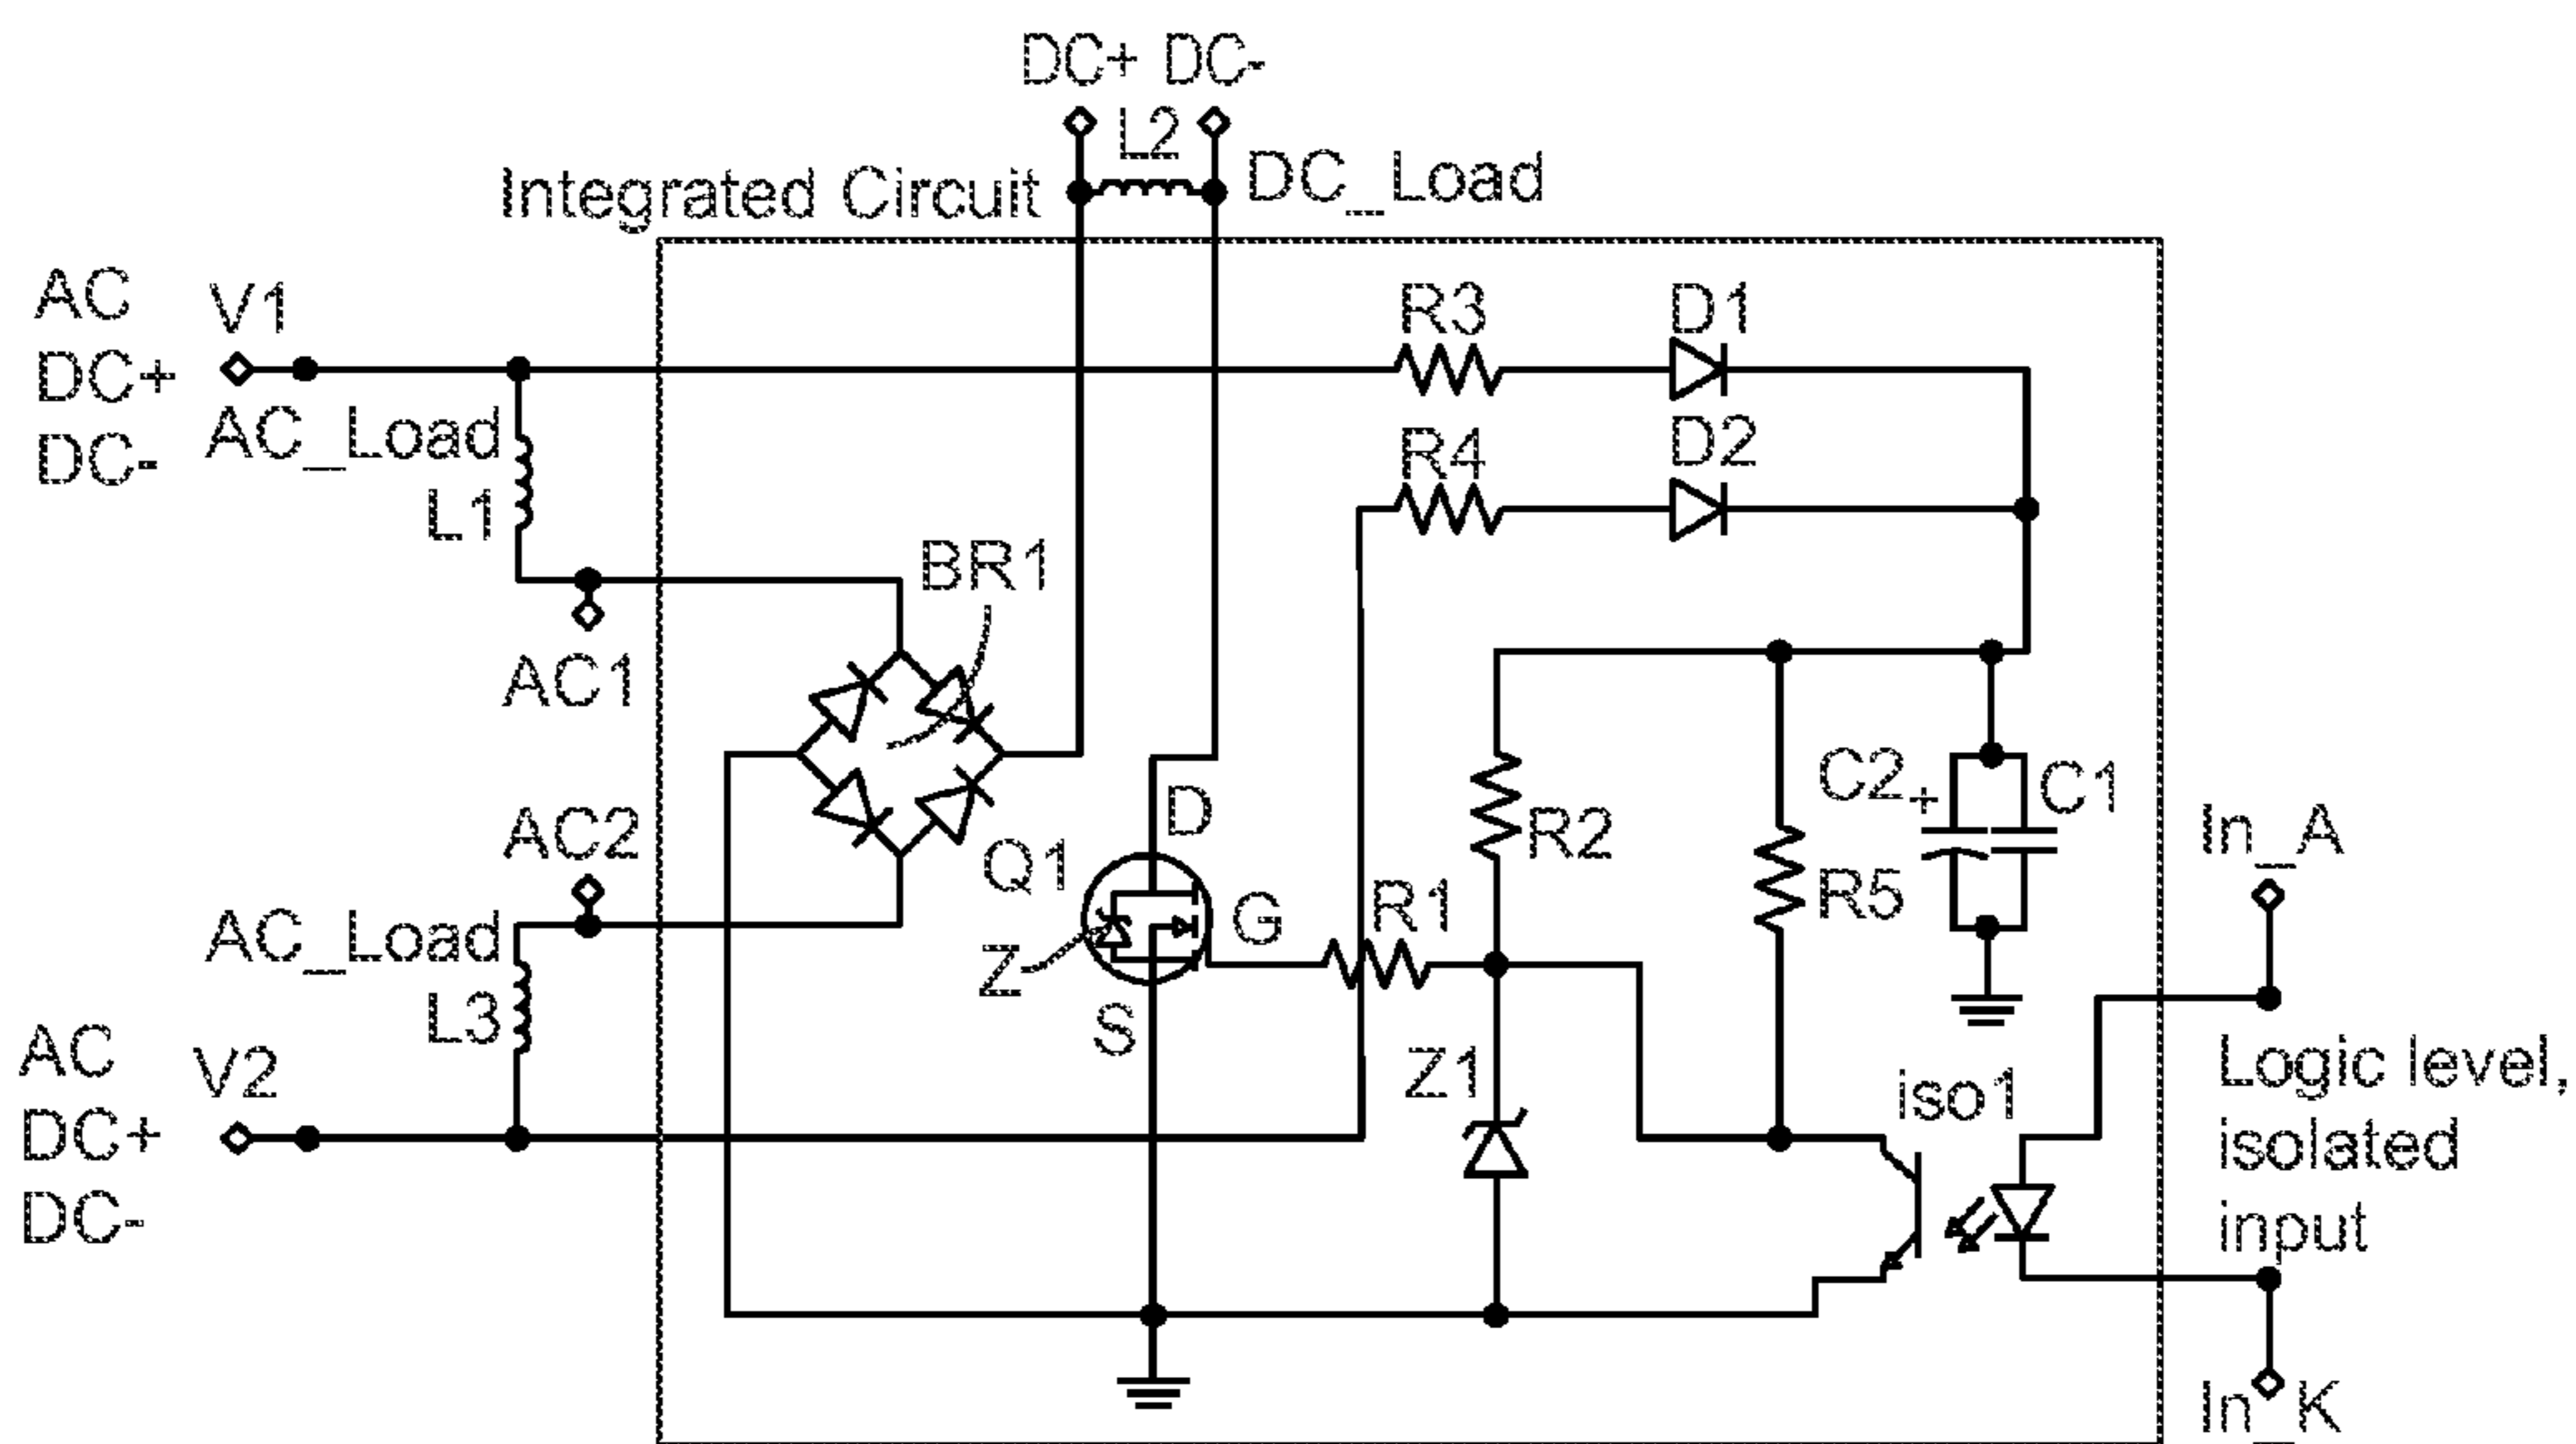 DC+ DC-
L2
Integrated Circuit
DC_Load
AC
DC+
DC-
V1
AC_Load
L1
AC1
BR1
R3
D1
R4
D2
AC2
AC_Load
L3
AC
DC+
DC-
V2
Q1
D
G
Z
S
R1
R2
R5
C2
+
C1
Z1
iso1
In_A
Logic level,
isolated
input
In_K